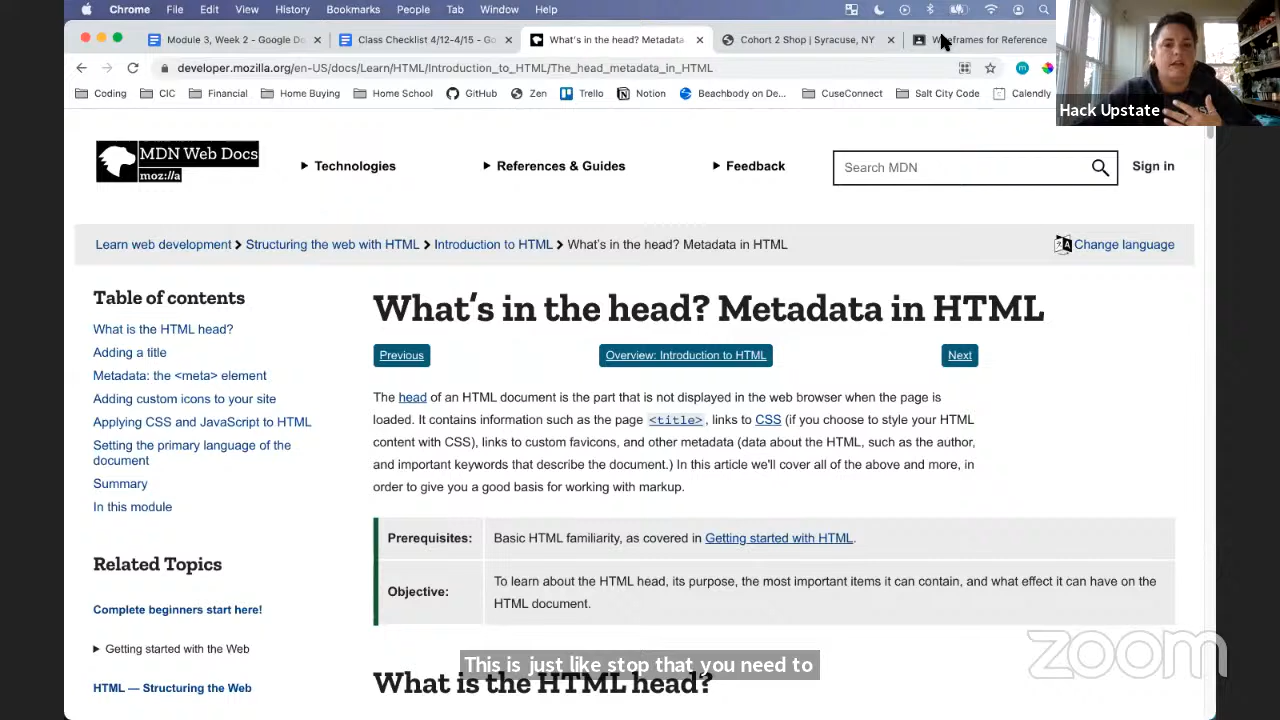 Chrome File Edit View History Bookmarks People Tab Window Help
Module 3, Week 2 - Google Do
Class Checklist 4/12-4/15 - Go
What's in the head? Metadata
Cohort 2 Shop | Syracuse, NY
Wireframes for Reference
developer.mozilla.org/en-US/docs/Learn/HTML/Introduction_to_HTML/The_head_metadata_in_HTML
Coding CIC Financial Home Buying Home School GitHub Zen Trello Notion Beachbody on De... CuseConnect Salt City Code Calendly
Hack Upstate
MDN Web Docs
moz://a
Technologies References & Guides Feedback Search MDN Sign in
Learn web development Structuring the web with HTML Introduction to HTML What's in the head? Metadata in HTML Change language
Table of contents
What is the HTML head?
Adding a title
Metadata: the <meta> element
Adding custom icons to your site
Applying CSS and JavaScript to HTML
Setting the primary language of the
document
Summary
In this module
Related Topics
Complete beginners start here!
Getting started with the Web
HTML — Structuring the Web
What's in the head? Metadata in HTML
Previous Overview: Introduction to HTML Next
The head of an HTML document is the part that is not displayed in the web browser when the page is
loaded. It contains information such as the page <title>, links to CSS (if you choose to style your HTML
content with CSS), links to custom favicons, and other metadata (data about the HTML, such as the author,
and important keywords that describe the document.) In this article we'll cover all of the above and more, in
order to give you a good basis for working with markup.
Prerequisites: Basic HTML familiarity, as covered in Getting started with HTML.
Objective: To learn about the HTML head, its purpose, the most important items it can contain, and what effect it can have on the
HTML document.
What is the HTML head?
This is just like stop that you need to
zoom